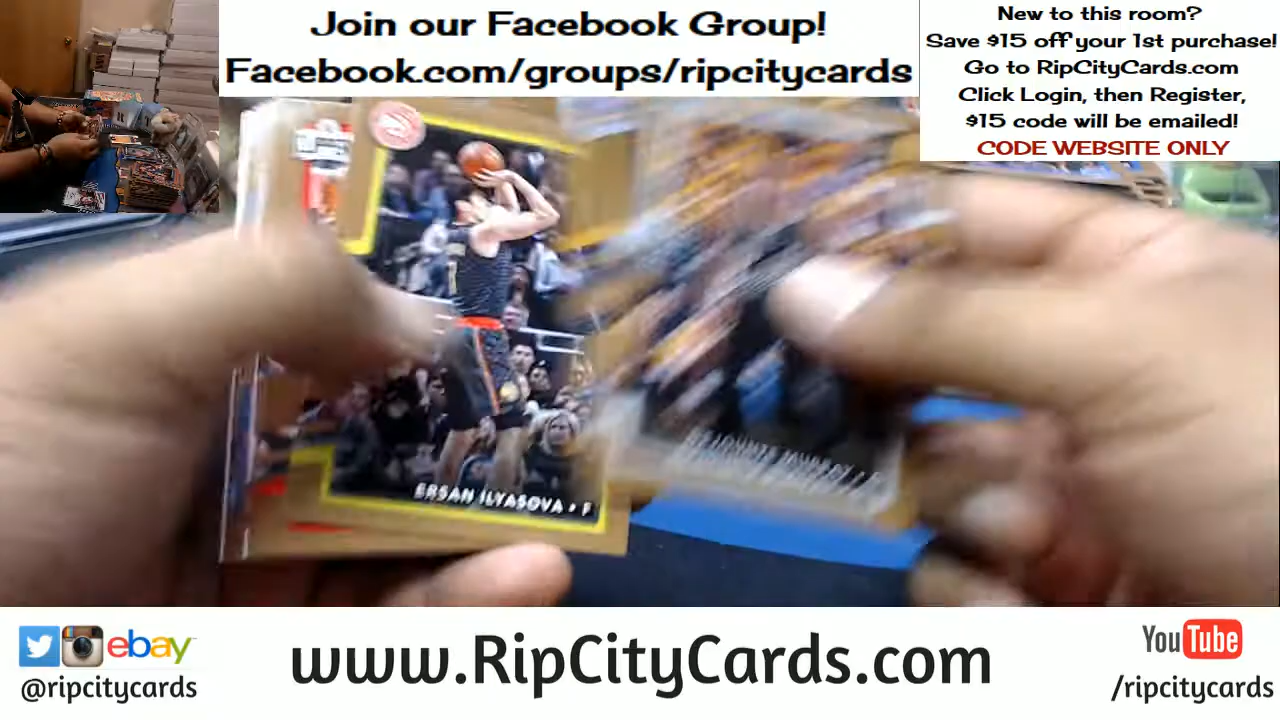 Join our Facebook Group!
Facebook.com/groups/ripcitycards
New to this room?
Save $15 off your 1st purchase!
Go to RipCityCards.com
Click Login, then Register,
$15 code will be emailed!
CODE WEBSITE ONLY
ERSAN ILYASOVA • F
ebay
@ripcitycards
www.RipCityCards.com
YouTube
/ripcitycards